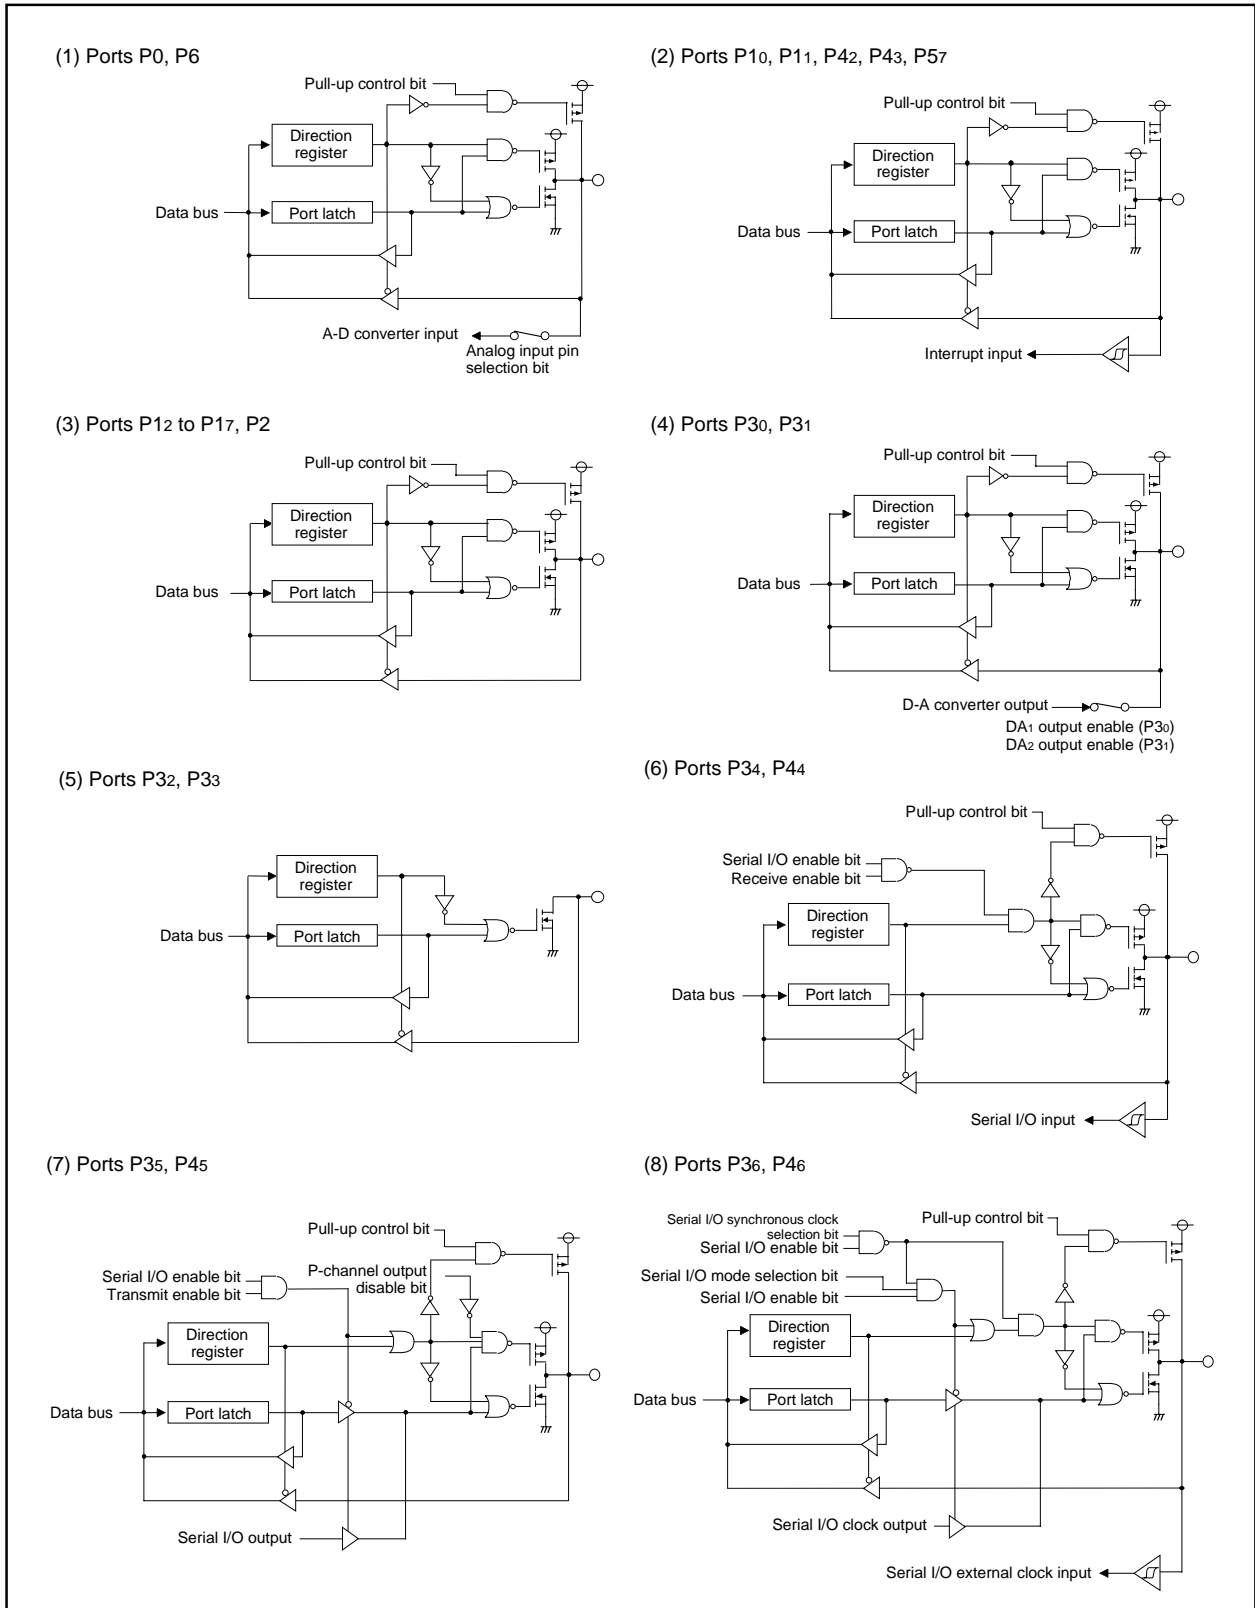 (1) Ports P0, P6
Pull-up control bit
Direction
register
Data bus
Port latch
A-D converter input
Analog input pin
selection bit
(2) Ports P10, P11, P42, P43, P57
Pull-up control bit
Direction
register
Data bus
Port latch
Interrupt input
(3) Ports P12 to P17, P2
Pull-up control bit
Direction
register
Data bus
Port latch
(4) Ports P30, P31
Pull-up control bit
Direction
register
Data bus
Port latch
D-A converter output
DA1 output enable (P30)
DA2 output enable (P31)
(5) Ports P32, P33
Direction
register
Data bus
Port latch
(6) Ports P34, P44
Pull-up control bit
Serial I/O enable bit
Receive enable bit
Direction
register
Data bus
Port latch
Serial I/O input
(7) Ports P35, P45
Pull-up control bit
Serial I/O enable bit
Transmit enable bit
P-channel output
disable bit
Direction
register
Data bus
Port latch
Serial I/O output
(8) Ports P36, P46
Serial I/O synchronous clock
selection bit
Serial I/O enable bit
Pull-up control bit
Serial I/O mode selection bit
Serial I/O enable bit
Direction
register
Data bus
Port latch
Serial I/O clock output
Serial I/O external clock input